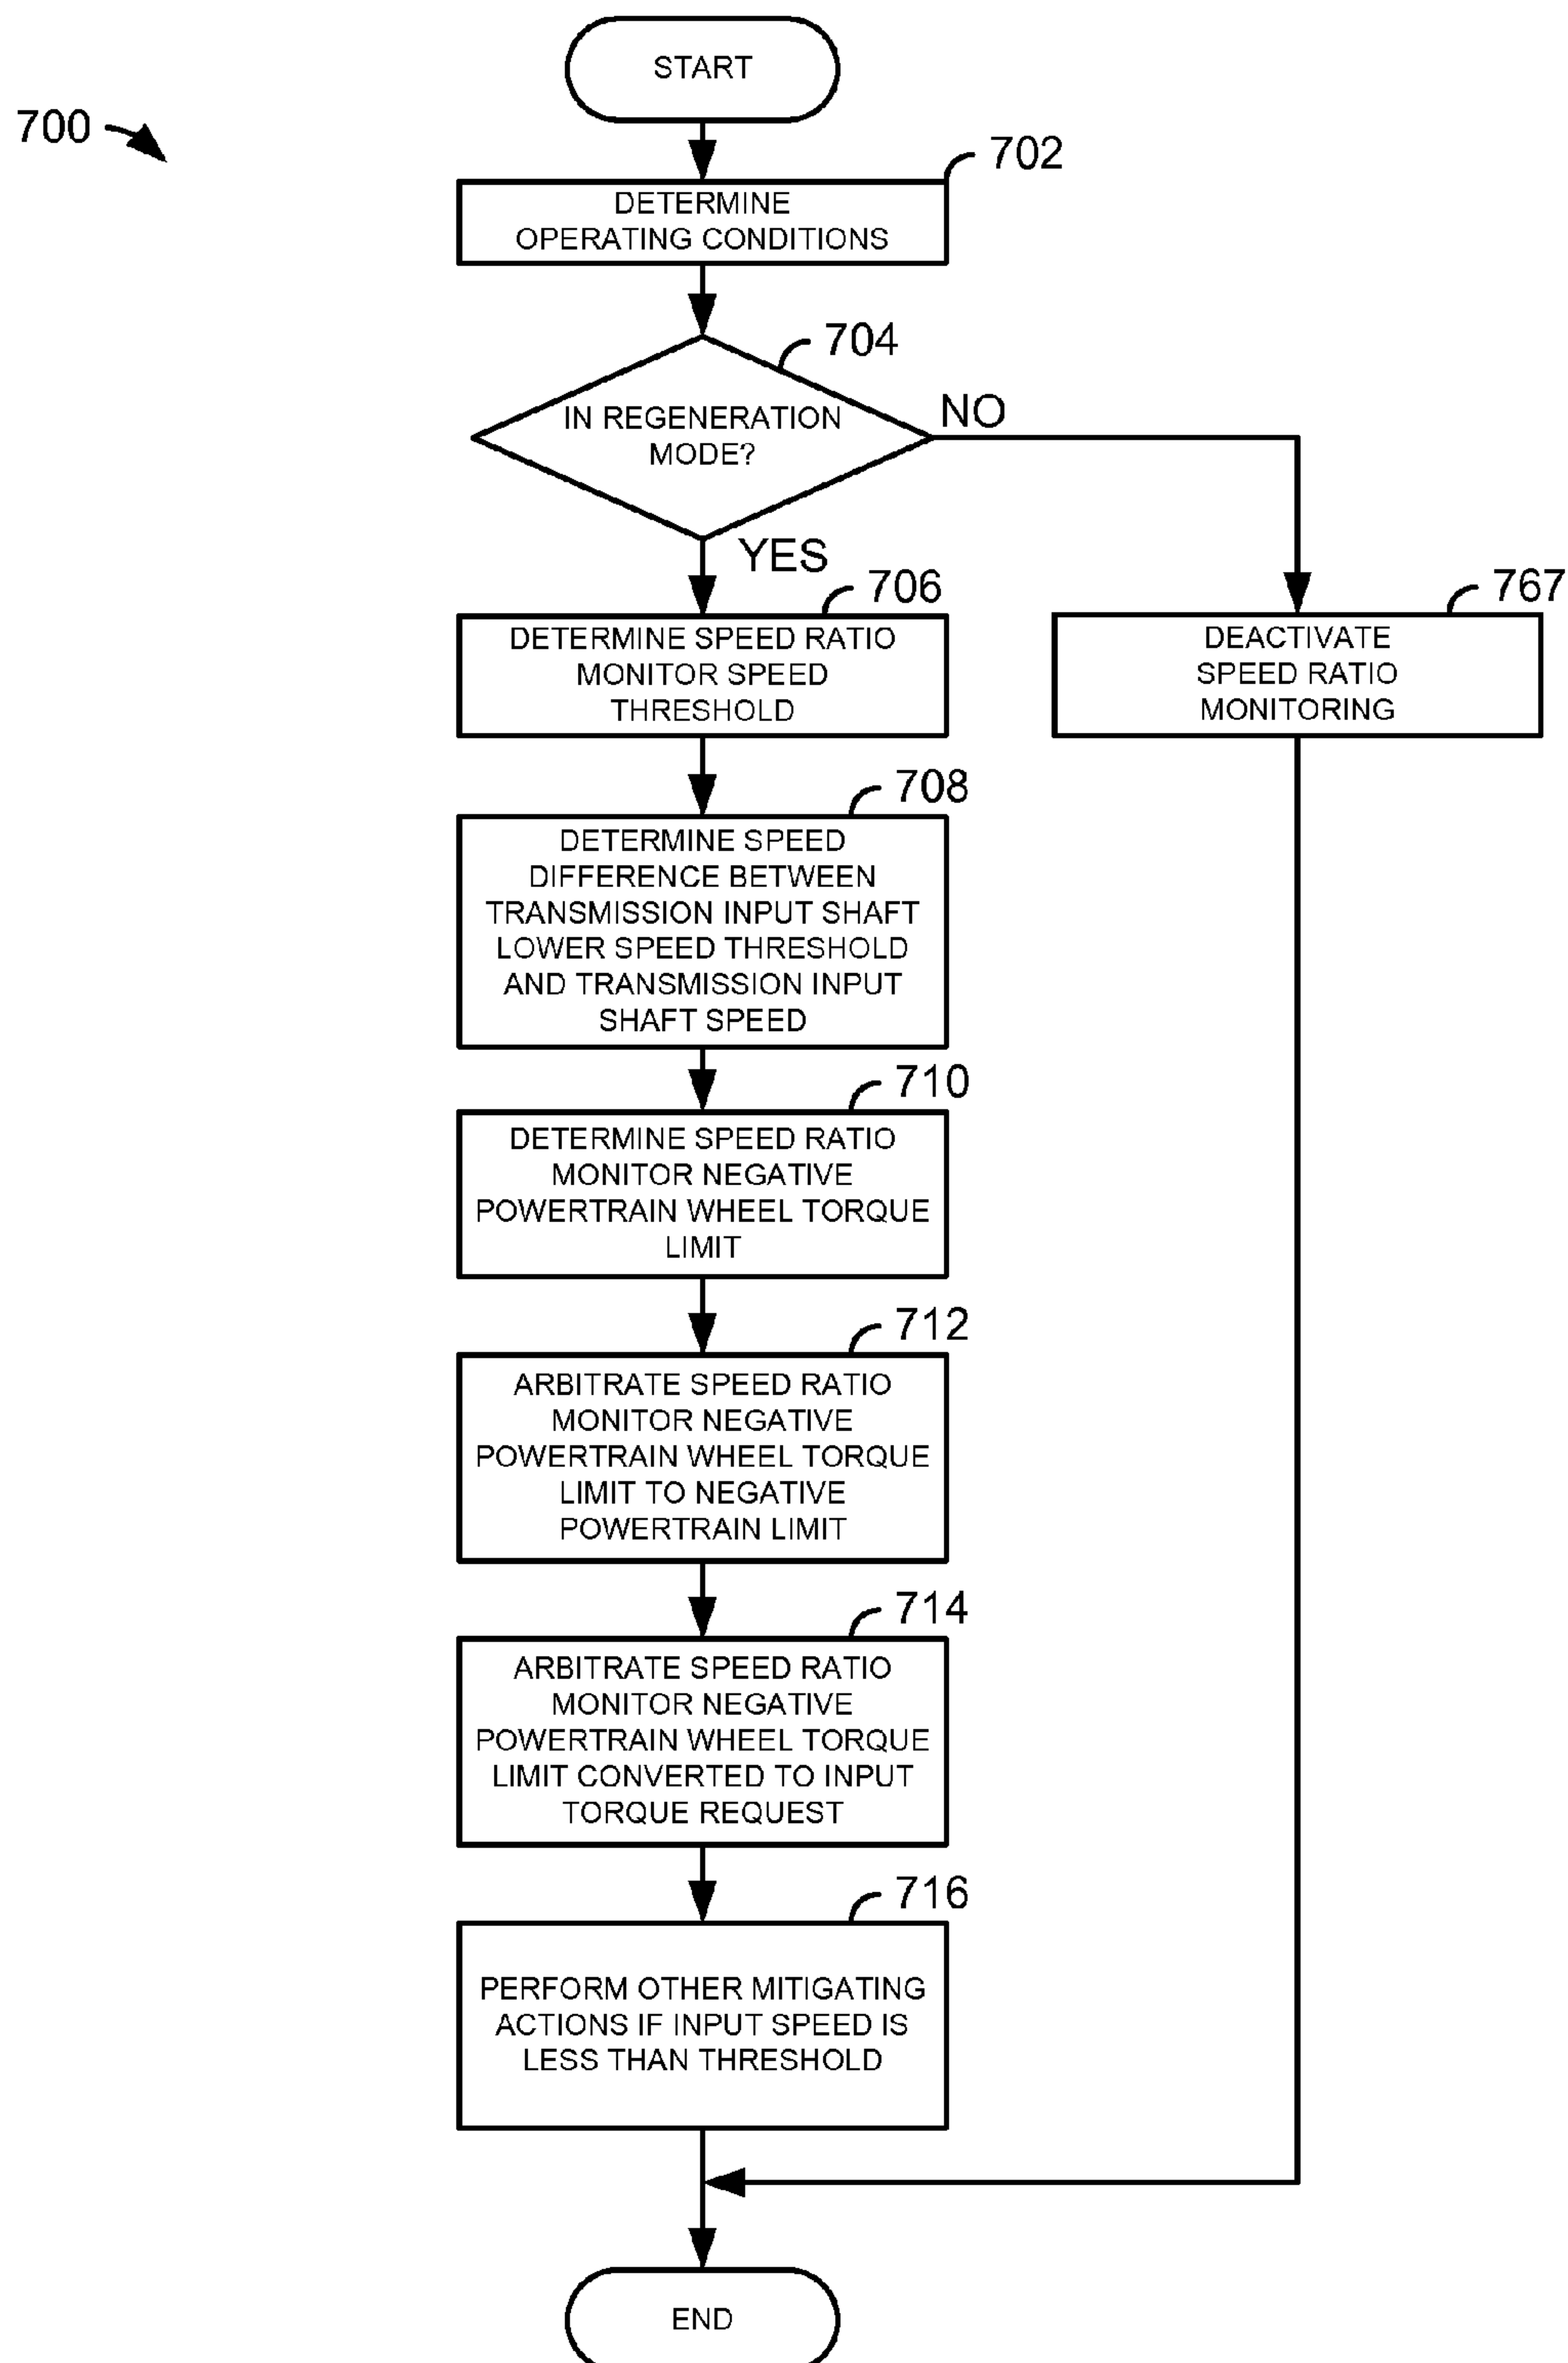 START
700
702
DETERMINE
OPERATING CONDITIONS
704
IN REGENERATION
MODE?
NO
YES
706
DETERMINE SPEED RATIO
MONITOR SPEED
THRESHOLD
767
DEACTIVATE
SPEED RATIO
MONITORING
708
DETERMINE SPEED
DIFFERENCE BETWEEN
TRANSMISSION INPUT SHAFT
LOWER SPEED THRESHOLD
AND TRANSMISSION INPUT
SHAFT SPEED
710
DETERMINE SPEED RATIO
MONITOR NEGATIVE
POWERTRAIN WHEEL TORQUE
LIMIT
712
ARBITRATE SPEED RATIO
MONITOR NEGATIVE
POWERTRAIN WHEEL TORQUE
LIMIT TO NEGATIVE
POWERTRAIN LIMIT
714
ARBITRATE SPEED RATIO
MONITOR NEGATIVE
POWERTRAIN WHEEL TORQUE
LIMIT CONVERTED TO INPUT
TORQUE REQUEST
716
PERFORM OTHER MITIGATING
ACTIONS IF INPUT SPEED IS
LESS THAN THRESHOLD
END